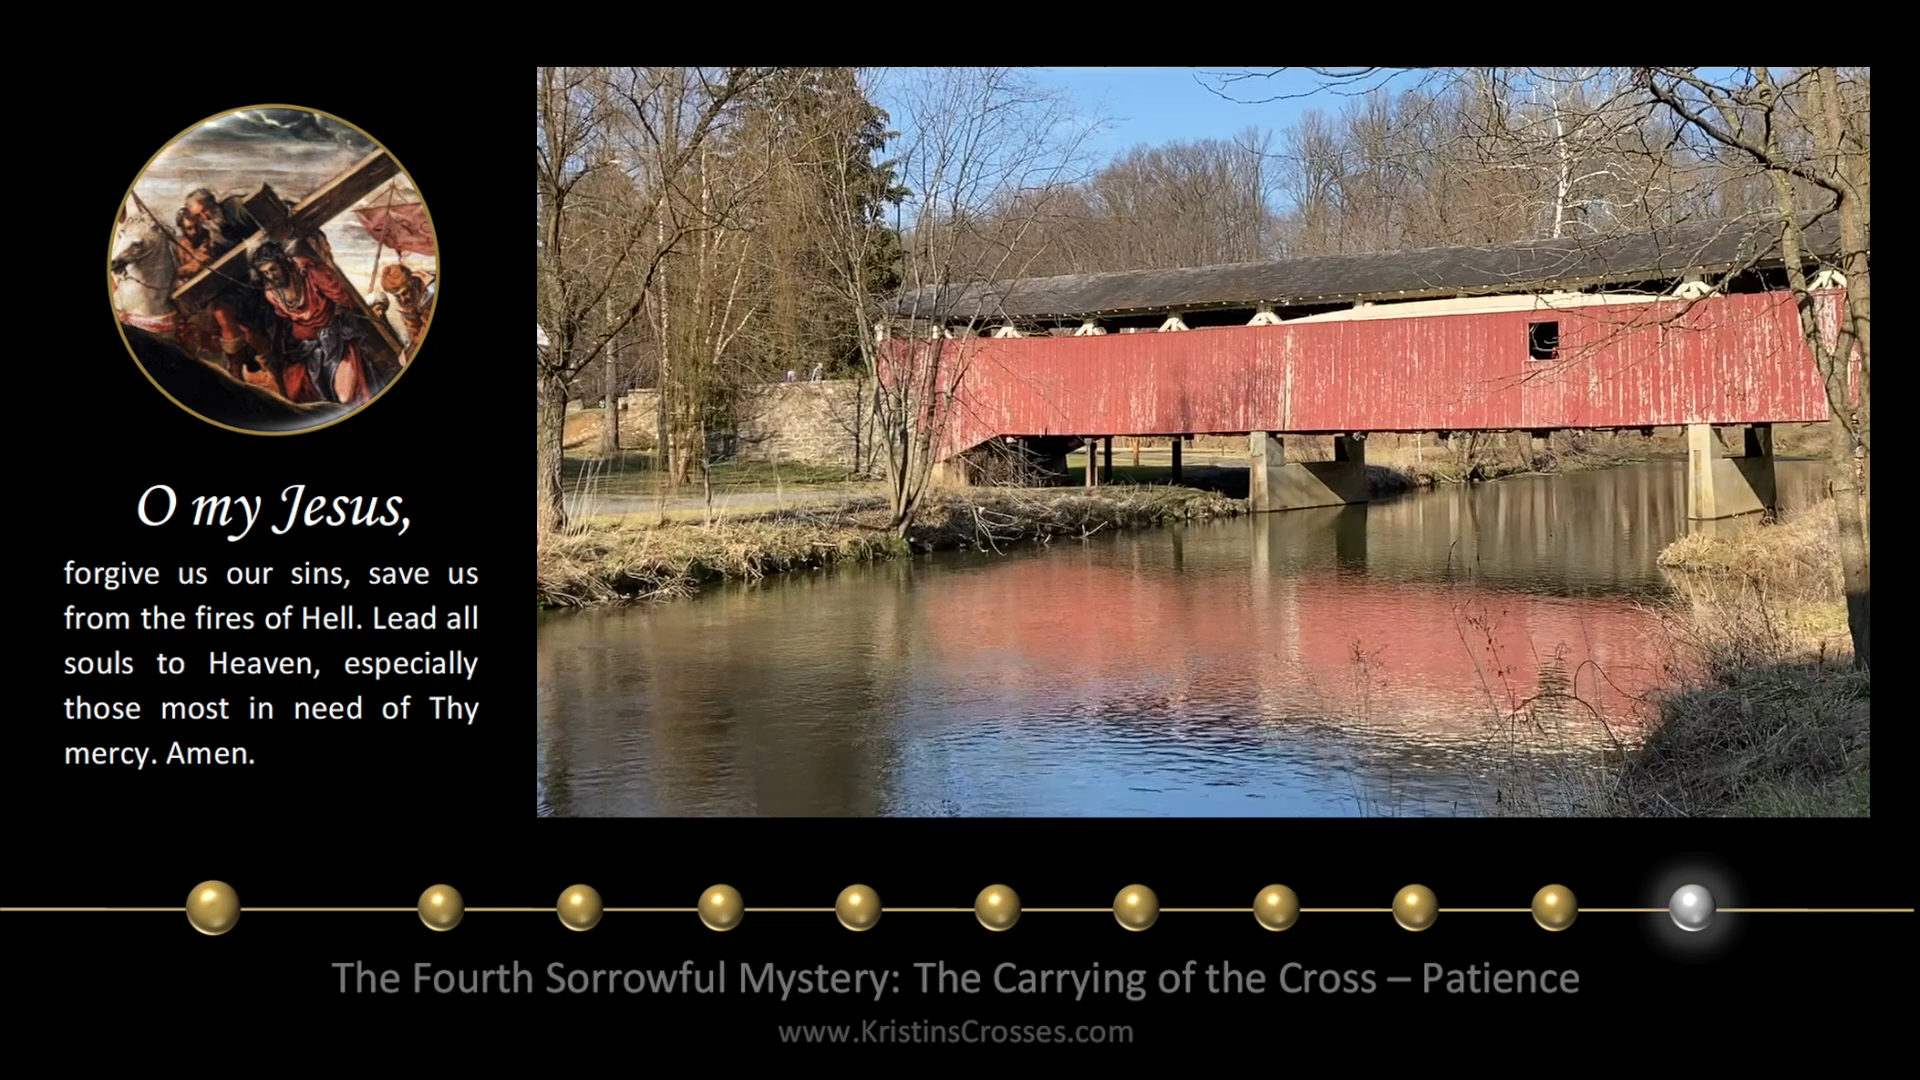 O my Jesus,
forgive us our sins, save us
from the fires of Hell. Lead all
souls to Heaven, especially
those most in need of Thy
mercy. Amen.
The Fourth Sorrowful Mystery: The Carrying of the Cross – Patience
www.KristinsCrosses.com